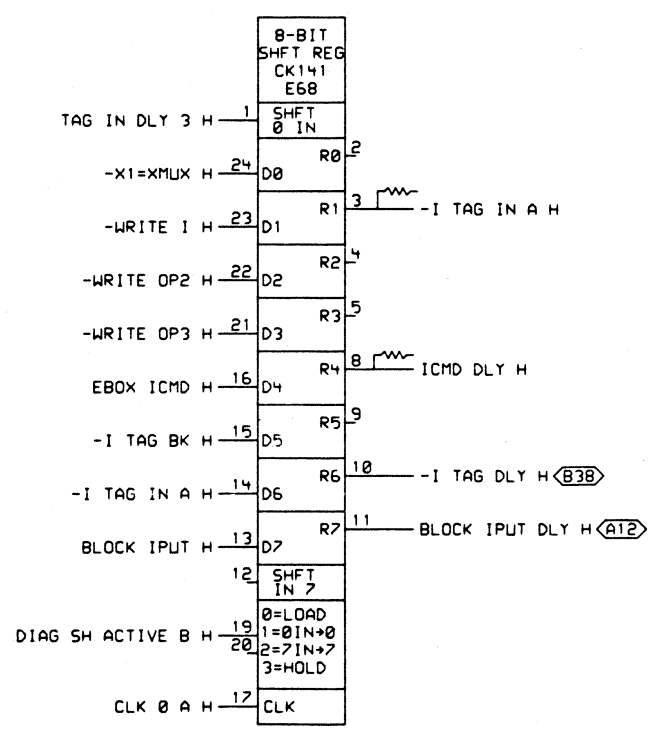 8-BIT
SHFT REG
CK141
E68
TAG IN DLY 3 H 1 SHFT
0 IN
R0 2
-X1=XMUX H 24 D0
R1 3 -I TAG IN A H
-WRITE I H 23 D1
R2 4
-WRITE OP2 H 22 D2
R3 5
-WRITE OP3 H 21 D3
R4 8 ICMD DLY H
EBOX ICMD H 16 D4
R5 9
-I TAG BK H 15 D5
R6 10 -I TAG DLY H B38
-I TAG IN A H 14 D6
R7 11 BLOCK IPUT DLY H A12
BLOCK IPUT H 13 D7
12 SHFT
IN 7
0=LOAD
DIAG SH ACTIVE B H 19 1=0IN→0
20 2=7IN→7
3=HOLD
CLK 0 A H 17 CLK